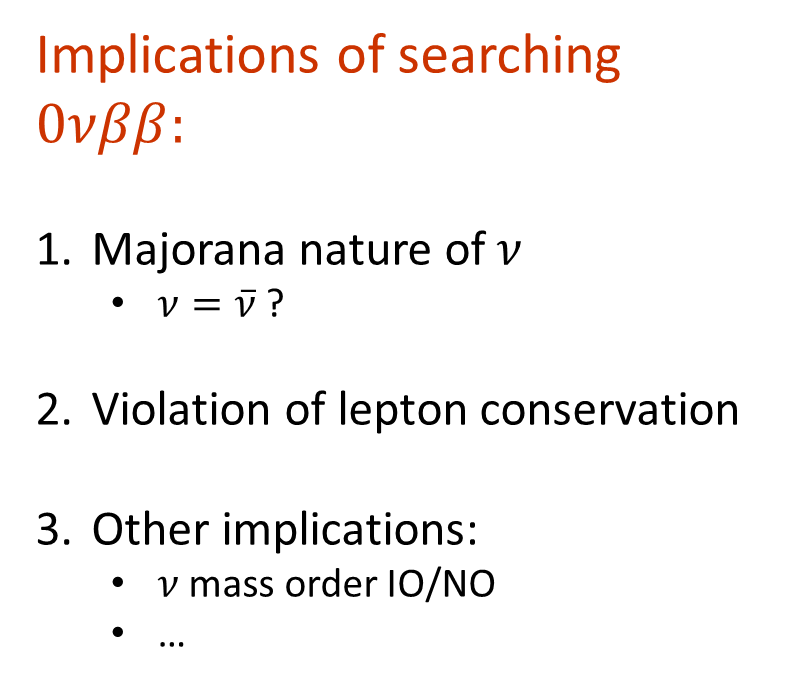 Implications of searching
0νββ:
1. Majorana nature of ν
• ν = ν̄ ?
2. Violation of lepton conservation
3. Other implications:
• ν mass order IO/NO
• ...